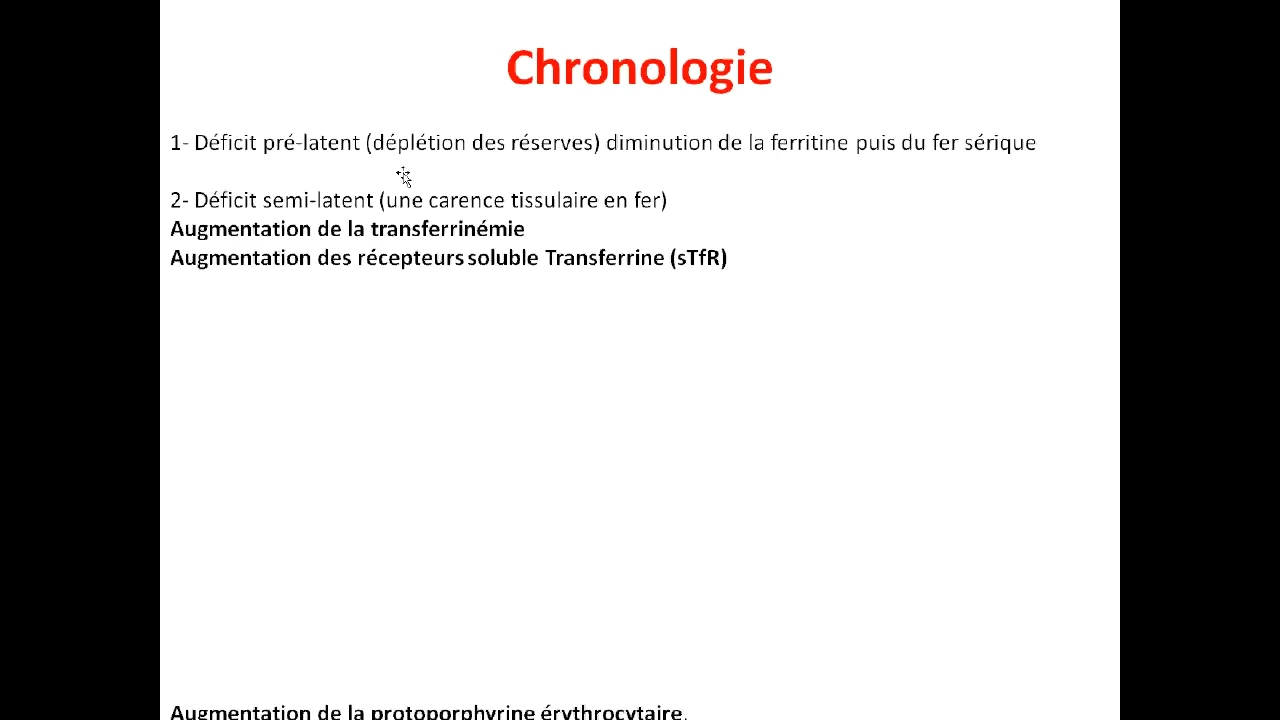 Chronologie
1- Déficit pré-latent (déplétion des réserves) diminution de la ferritine puis du fer sérique
2- Déficit semi-latent (une carence tissulaire en fer)
Augmentation de la transferrinémie
Augmentation des récepteurs soluble Transferrine (sTfR)
Augmentation de la protoporphyrine érythrocytaire.